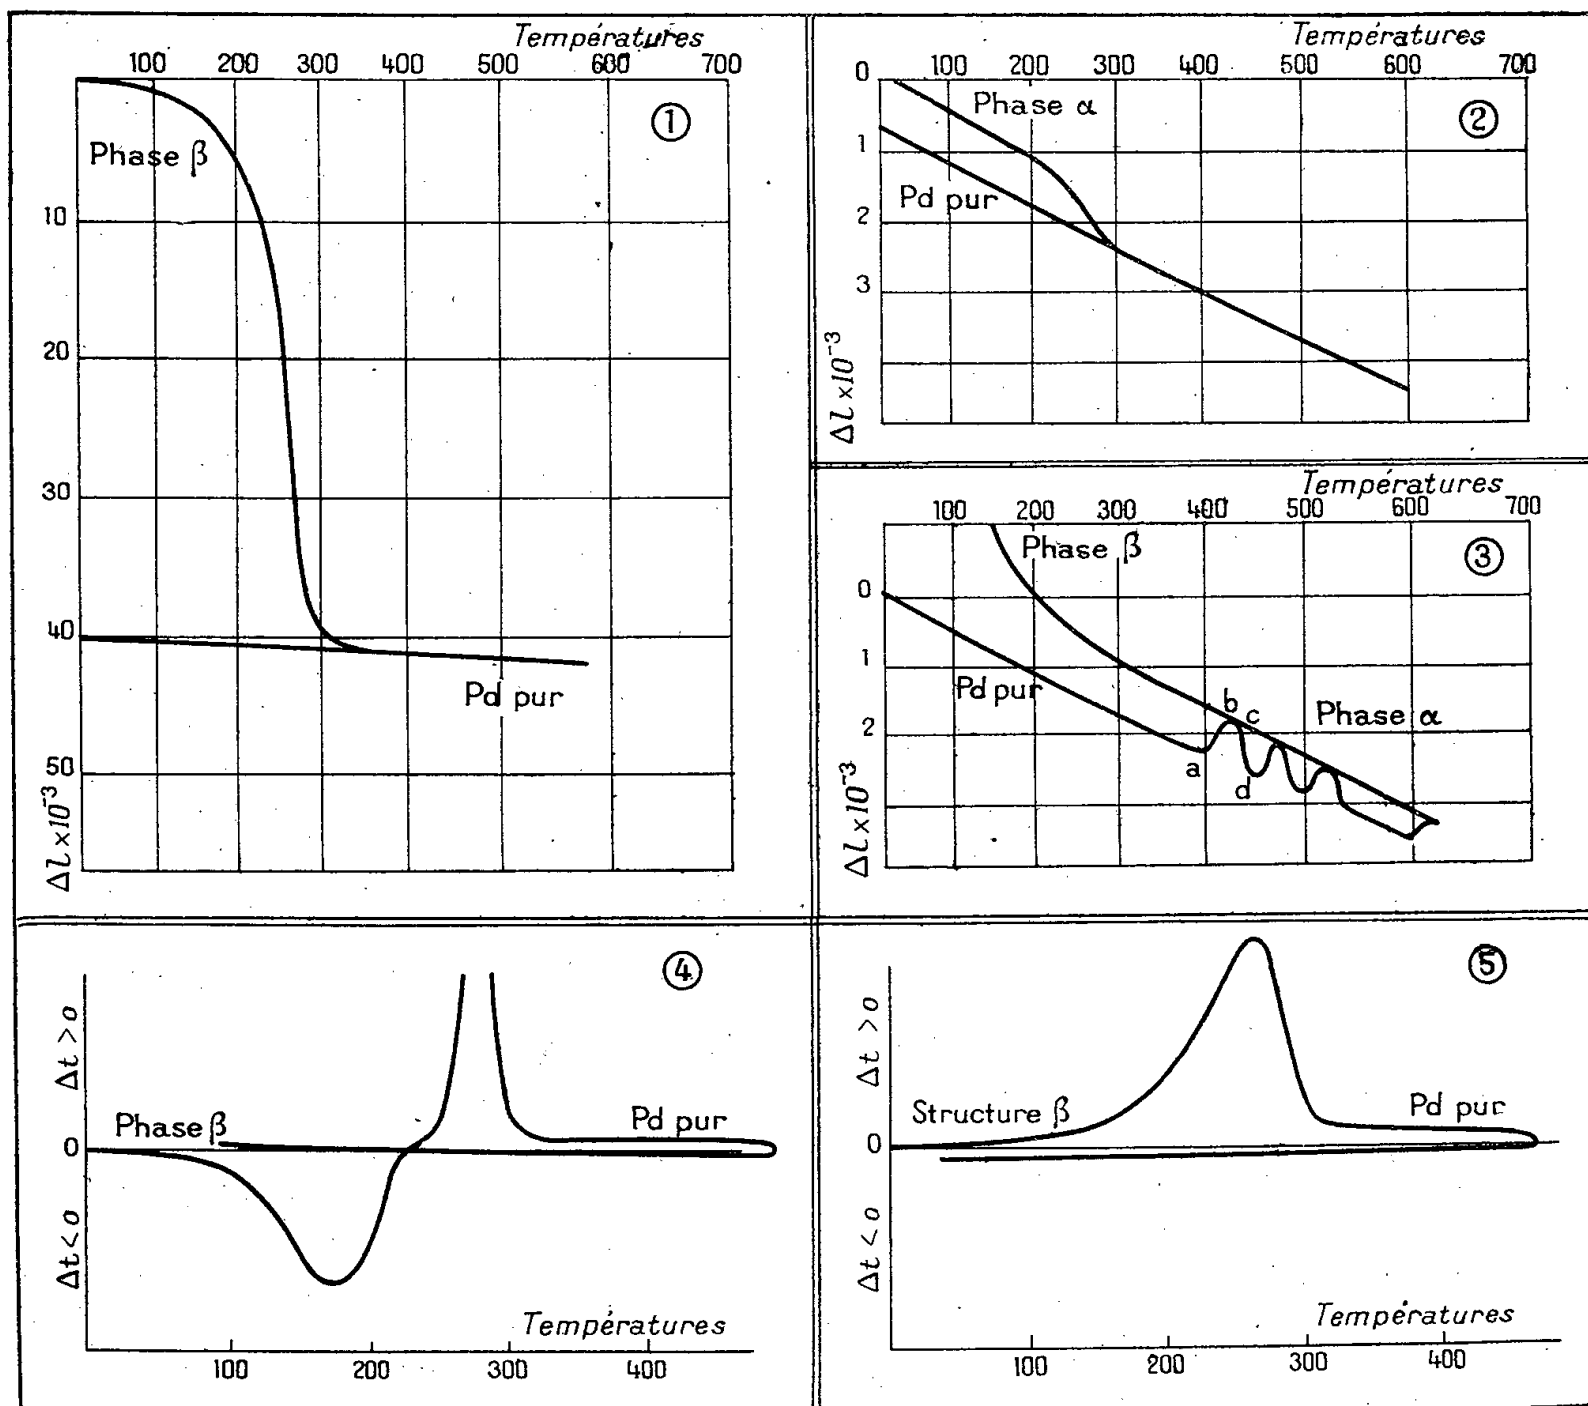 Températures
100 200 300 400 500 600 700
①
Phase β
10
20
30
40
50
Pd pur
Δl ×10⁻³
Températures
0 100 200 300 400 500 600 700
Phase α
②
1
Pd pur
2
3
Δl ×10⁻³
Températures
100 200 300 400 500 600 700
Phase β
③
0
1
Pd pur
b c
Phase α
2
a
d
Δl ×10⁻³
④
Δt >0
Phase β
Pd pur
0
Δt <0
Températures
100 200 300 400
⑤
Δt >0
Structure β
Pd pur
0
Δt <0
Températures
100 200 300 400